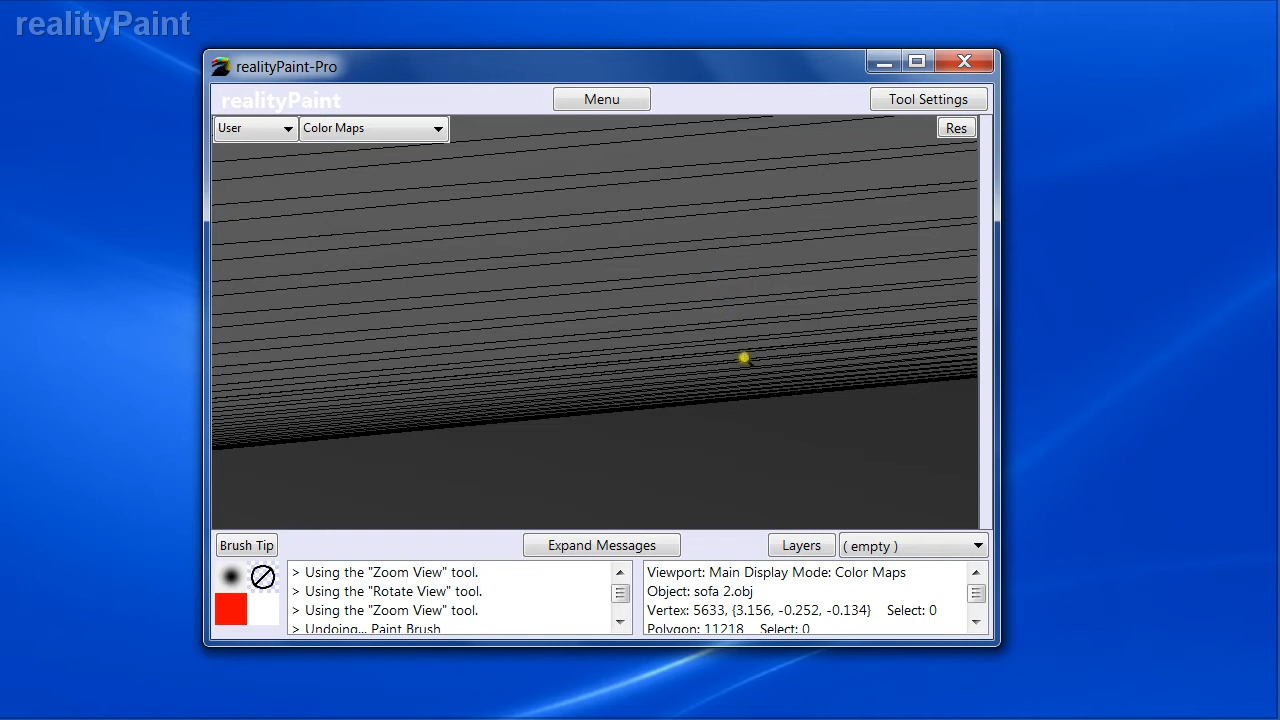 realityPaint
realityPaint-Pro
realityPaint
Menu
Tool Settings
User
Color Maps
Res
Brush Tip
Expand Messages
Layers
( empty )
> Using the "Zoom View" tool.
> Using the "Rotate View" tool.
> Using the "Zoom View" tool.
> Undoing... Paint Brush
Viewport: Main Display Mode: Color Maps
Object: sofa 2.obj
Vertex: 5633, {3.156, -0.252, -0.134} Select: 0
Polygon: 11218 Select: 0